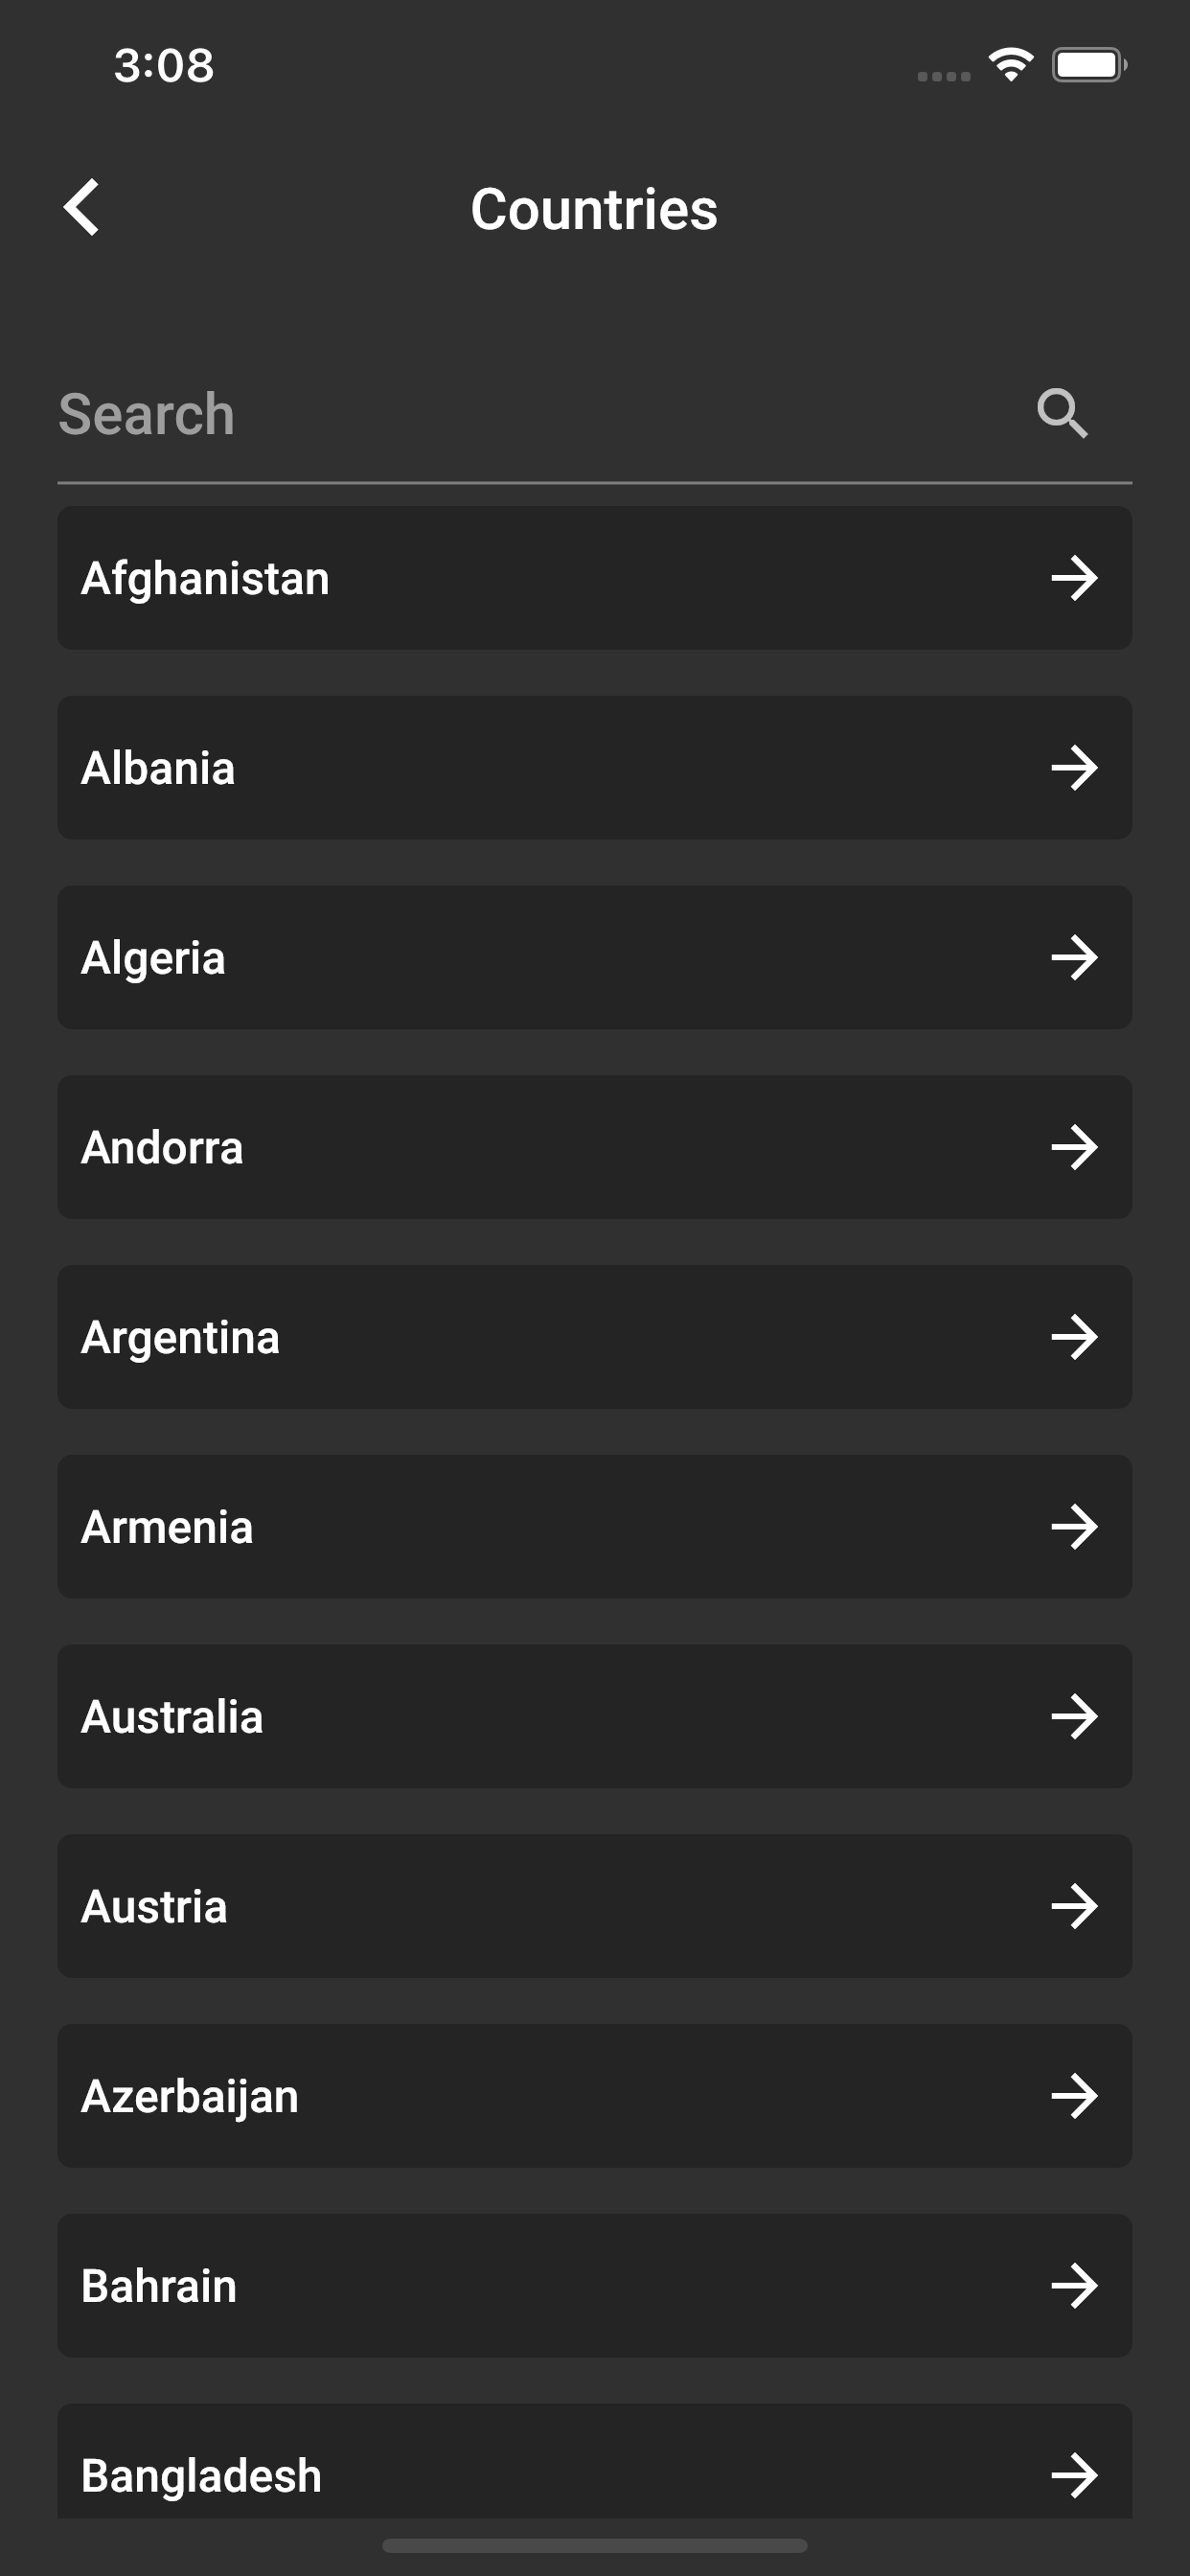 3:08
Countries
Search
Afghanistan
Albania
Algeria
Andorra
Argentina
Armenia
Australia
Austria
Azerbaijan
Bahrain
Bangladesh